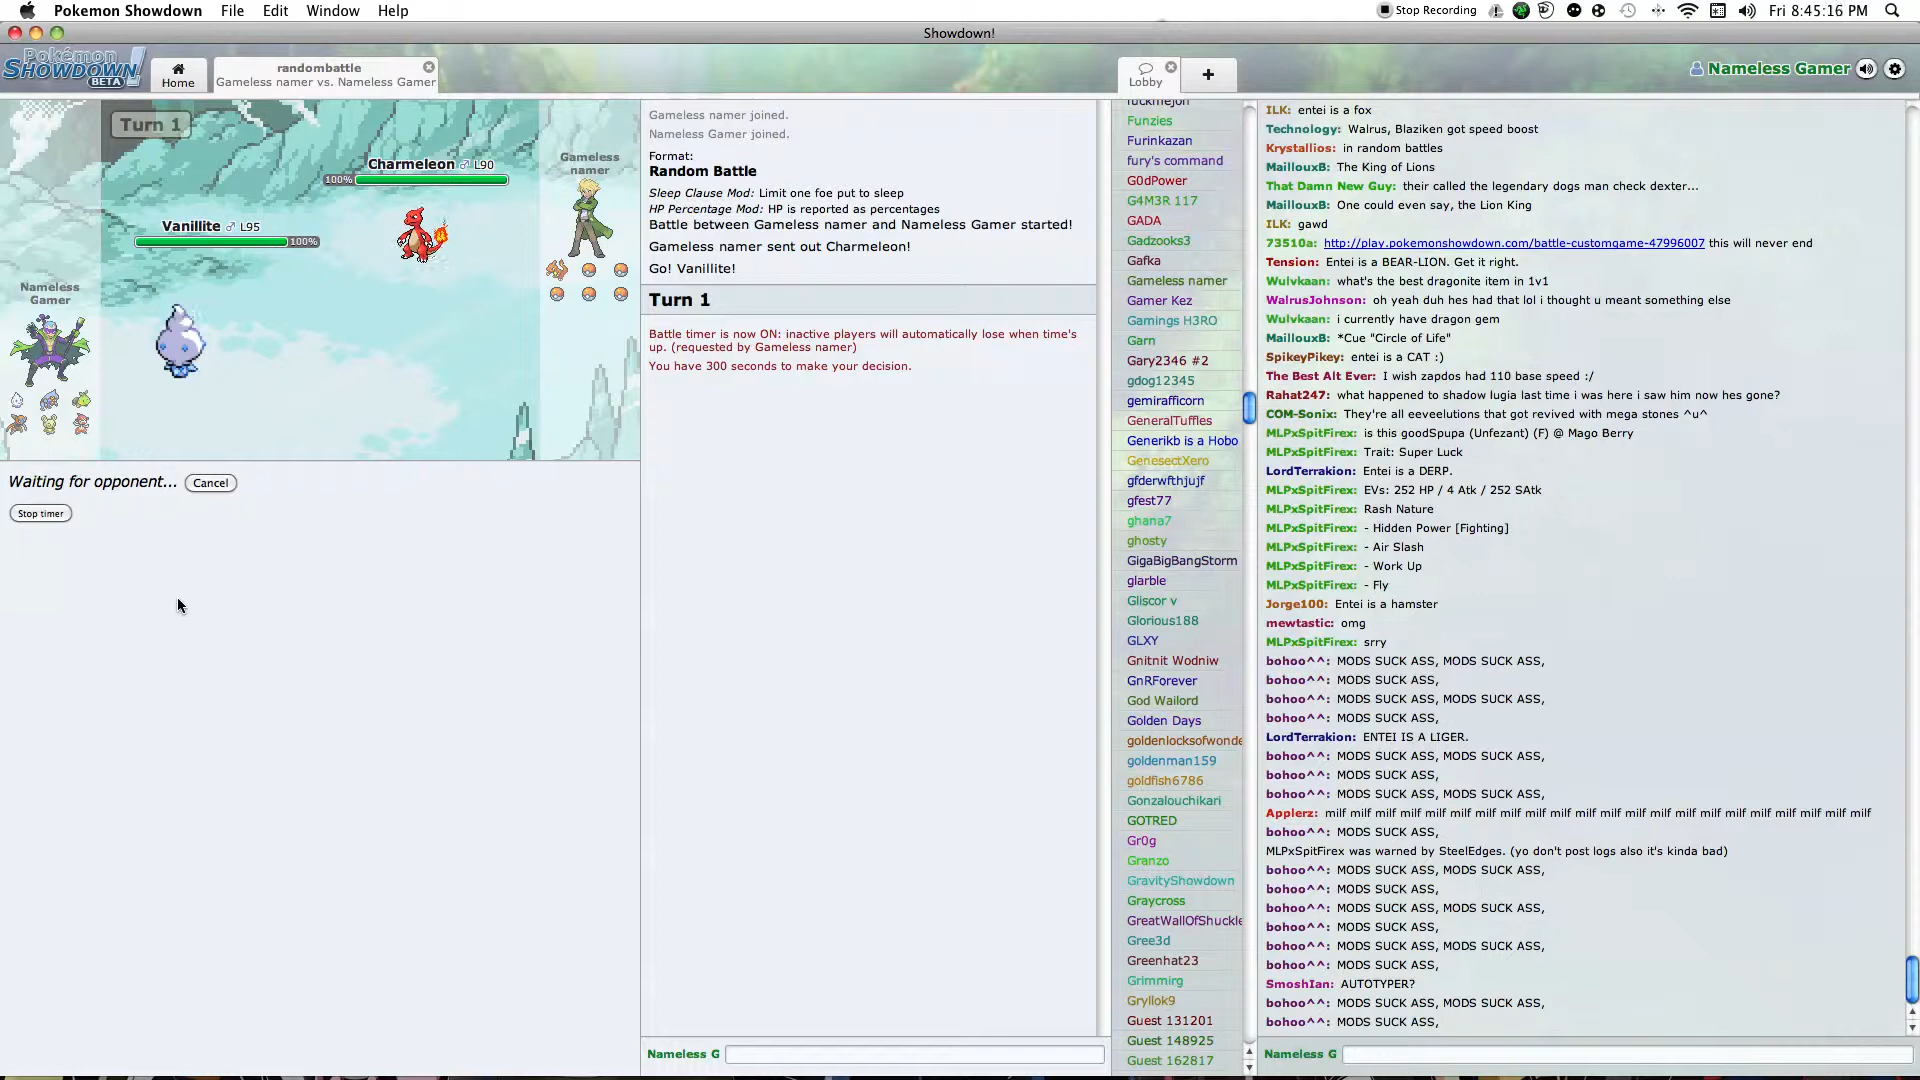 Pokemon Showdown File Edit Window Help
Stop Recording Fri 8:45:16 PM
Showdown!
Pokémon
SHOWDOWN!
BETA
Home
randombattle
Gameless namer vs. Nameless Gamer
Lobby
+
Nameless Gamer
Turn 1
Charmeleon ♂ L90
100%
Vanillite ♂ L95
100%
Gameless
namer
Nameless
Gamer
Waiting for opponent... Cancel
Stop timer
Gameless namer joined.
Nameless Gamer joined.
Format:
Random Battle
Sleep Clause Mod: Limit one foe put to sleep
HP Percentage Mod: HP is reported as percentages
Battle between Gameless namer and Nameless Gamer started!
Gameless namer sent out Charmeleon!
Go! Vanillite!
Turn 1
Battle timer is now ON: inactive players will automatically lose when time's
up. (requested by Gameless namer)
You have 300 seconds to make your decision.
Nameless G
fuckmejon
Funzies
Furinkazan
fury's command
G0dPower
G4M3R 117
GADA
Gadzooks3
Gafka
Gameless namer
Gamer Kez
Gamings H3RO
Garn
Gary2346 #2
gdog12345
gemirafficorn
GeneralTuffles
Generikb is a Hobo
GenesectXero
gfderwfthjujf
gfest77
ghana7
ghosty
GigaBigBangStorm
glarble
Gliscor v
Glorious188
GLXY
Gnitnit Wodniw
GnRForever
God Wailord
Golden Days
goldenlocksofwonde
goldenman159
goldfish6786
Gonzalouchikari
GOTRED
Gr0g
Granzo
GravityShowdown
Graycross
GreatWallOfShuckle
Gree3d
Greenhat23
Grimmirg
Gryllok9
Guest 131201
Guest 148925
Guest 162817
ILK: entei is a fox
Technology: Walrus, Blaziken got speed boost
Krystallios: in random battles
MaillouxB: The King of Lions
That Damn New Guy: their called the legendary dogs man check dexter...
MaillouxB: One could even say, the Lion King
ILK: gawd
73510a: http://play.pokemonshowdown.com/battle-customgame-47996007 this will never end
Tension: Entei is a BEAR-LION. Get it right.
Wulvkaan: what's the best dragonite item in 1v1
WalrusJohnson: oh yeah duh hes had that lol i thought u meant something else
Wulvkaan: i currently have dragon gem
MaillouxB: *Cue "Circle of Life"
SpikeyPikey: entei is a CAT :)
The Best Alt Ever: I wish zapdos had 110 base speed :/
Rahat247: what happened to shadow lugia last time i was here i saw him now hes gone?
COM-Sonix: They're all eeveelutions that got revived with mega stones ^u^
MLPxSpitFirex: is this goodSpupa (Unfezant) (F) @ Mago Berry
MLPxSpitFirex: Trait: Super Luck
LordTerrakion: Entei is a DERP.
MLPxSpitFirex: EVs: 252 HP / 4 Atk / 252 SAtk
MLPxSpitFirex: Rash Nature
MLPxSpitFirex: - Hidden Power [Fighting]
MLPxSpitFirex: - Air Slash
MLPxSpitFirex: - Work Up
MLPxSpitFirex: - Fly
Jorge100: Entei is a hamster
mewtastic: omg
MLPxSpitFirex: srry
bohoo^^: MODS SUCK ASS, MODS SUCK ASS,
bohoo^^: MODS SUCK ASS,
bohoo^^: MODS SUCK ASS, MODS SUCK ASS,
bohoo^^: MODS SUCK ASS,
LordTerrakion: ENTEI IS A LIGER.
bohoo^^: MODS SUCK ASS, MODS SUCK ASS,
bohoo^^: MODS SUCK ASS,
bohoo^^: MODS SUCK ASS, MODS SUCK ASS,
Applerz: milf milf milf milf milf milf milf milf milf milf milf milf milf milf milf milf milf milf milf milf milf milf
bohoo^^: MODS SUCK ASS,
MLPxSpitFirex was warned by SteelEdges. (yo don't post logs also it's kinda bad)
bohoo^^: MODS SUCK ASS, MODS SUCK ASS,
bohoo^^: MODS SUCK ASS,
bohoo^^: MODS SUCK ASS, MODS SUCK ASS,
bohoo^^: MODS SUCK ASS,
bohoo^^: MODS SUCK ASS, MODS SUCK ASS,
bohoo^^: MODS SUCK ASS,
SmoshIan: AUTOTYPER?
bohoo^^: MODS SUCK ASS, MODS SUCK ASS,
bohoo^^: MODS SUCK ASS,
Nameless G